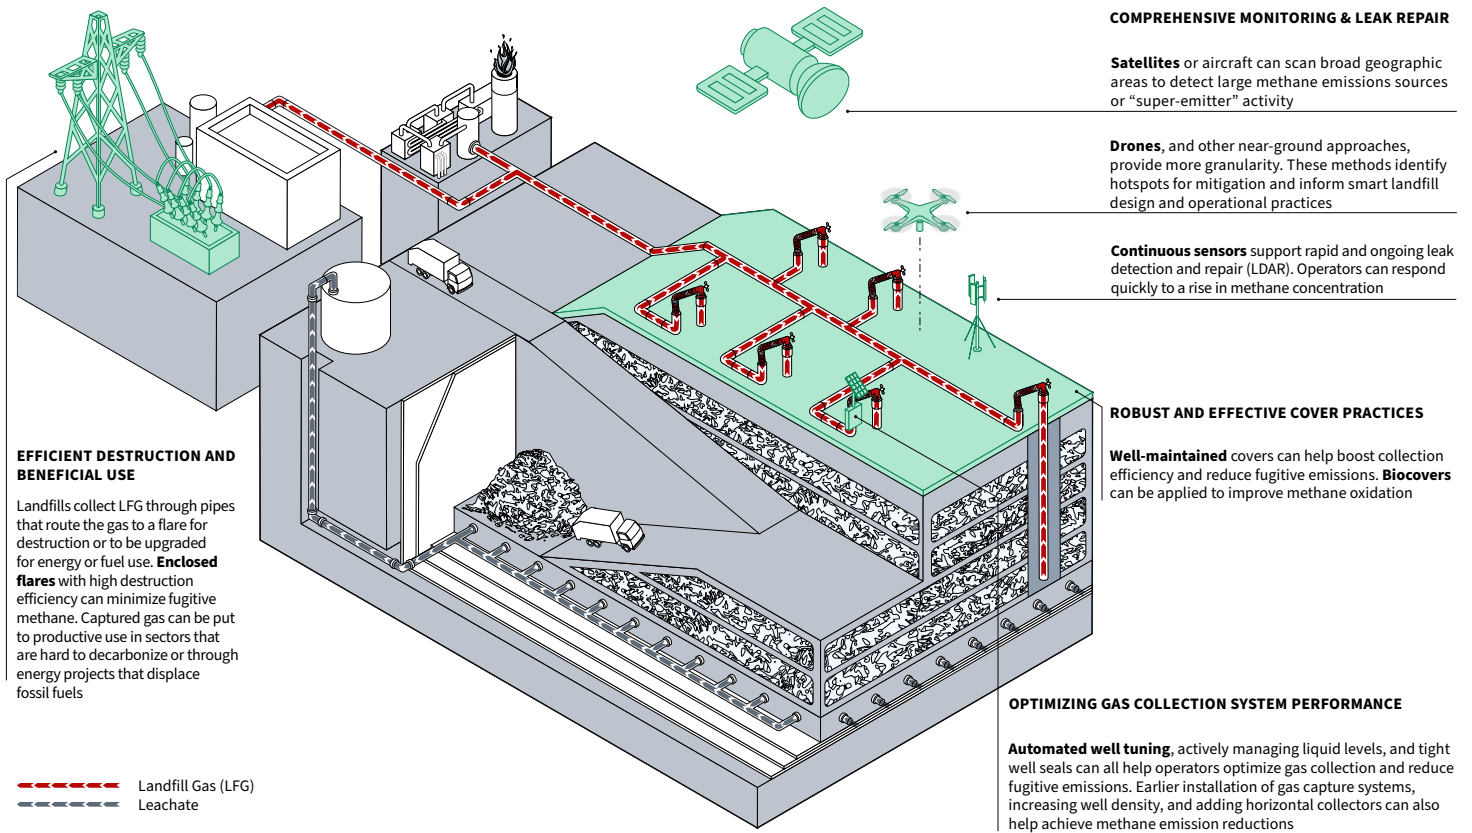 COMPREHENSIVE MONITORING & LEAK REPAIR
Satellites or aircraft can scan broad geographic
areas to detect large methane emissions sources
or “super-emitter” activity
Drones, and other near-ground approaches,
provide more granularity. These methods identify
hotspots for mitigation and inform smart landfill
design and operational practices
Continuous sensors support rapid and ongoing leak
detection and repair (LDAR). Operators can respond
quickly to a rise in methane concentration
ROBUST AND EFFECTIVE COVER PRACTICES
Well-maintained covers can help boost collection
efficiency and reduce fugitive emissions. Biocovers
can be applied to improve methane oxidation
EFFICIENT DESTRUCTION AND
BENEFICIAL USE
Landfills collect LFG through pipes
that route the gas to a flare for
destruction or to be upgraded
for energy or fuel use. Enclosed
flares with high destruction
efficiency can minimize fugitive
methane. Captured gas can be put
to productive use in sectors that
are hard to decarbonize or through
energy projects that displace
fossil fuels
OPTIMIZING GAS COLLECTION SYSTEM PERFORMANCE
Automated well tuning, actively managing liquid levels, and tight
well seals can all help operators optimize gas collection and reduce
fugitive emissions. Earlier installation of gas capture systems,
increasing well density, and adding horizontal collectors can also
help achieve methane emission reductions
Landfill Gas (LFG)
Leachate